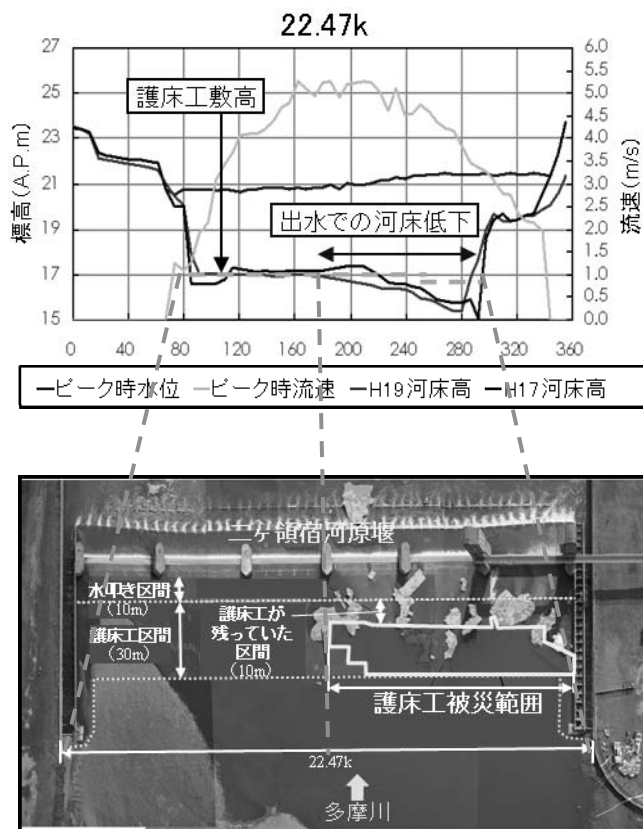 22.47k
標高(A.P.m)
27
25
23
21
19
17
15
流速(m/s)
6.0
5.5
5.0
4.5
4.0
3.5
3.0
2.5
2.0
1.5
1.0
0.5
0.0
護床工敷高
出水での河床低下
0 40 80 120 160 200 240 280 320 360
ピーク時水位 ピーク時流速 H19河床高 H17河床高
二ヶ領宿河原堰
水叩き区間
(10m)
護床工区間
(30m)
護床工が
残っていた
区間
(10m)
護床工被災範囲
22.47k
多摩川